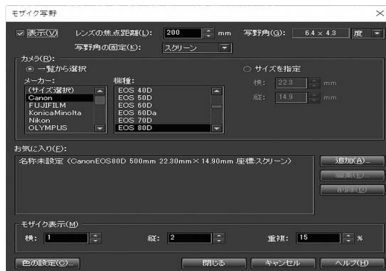 モザイク写野
表示(V) レンズの焦点距離(L): 200 mm 写野角(G): 6.4 x 4.3 度
写野角の固定(E): スクリーン
カメラ(R):
一覧から選択 サイズを指定
メーカー: 機種: 横: 22.3 mm
(サイズ選択) EOS 40D 縦: 14.9 mm
Canon EOS 50D
FUJIFILM EOS 60D
KonicaMinolta EOS 60Da
Nikon EOS 70D
OLYMPUS
お気に入り(F):
名称未設定 (CanonEOS80D 500mm 22.30mm×14.90mm 座標:スクリーン) 追加(A)...
モザイク表示(M)
横: 1 縦: 2 重複: 15 %
色の設定(C)... 閉じる キャンセル ヘルプ(H)